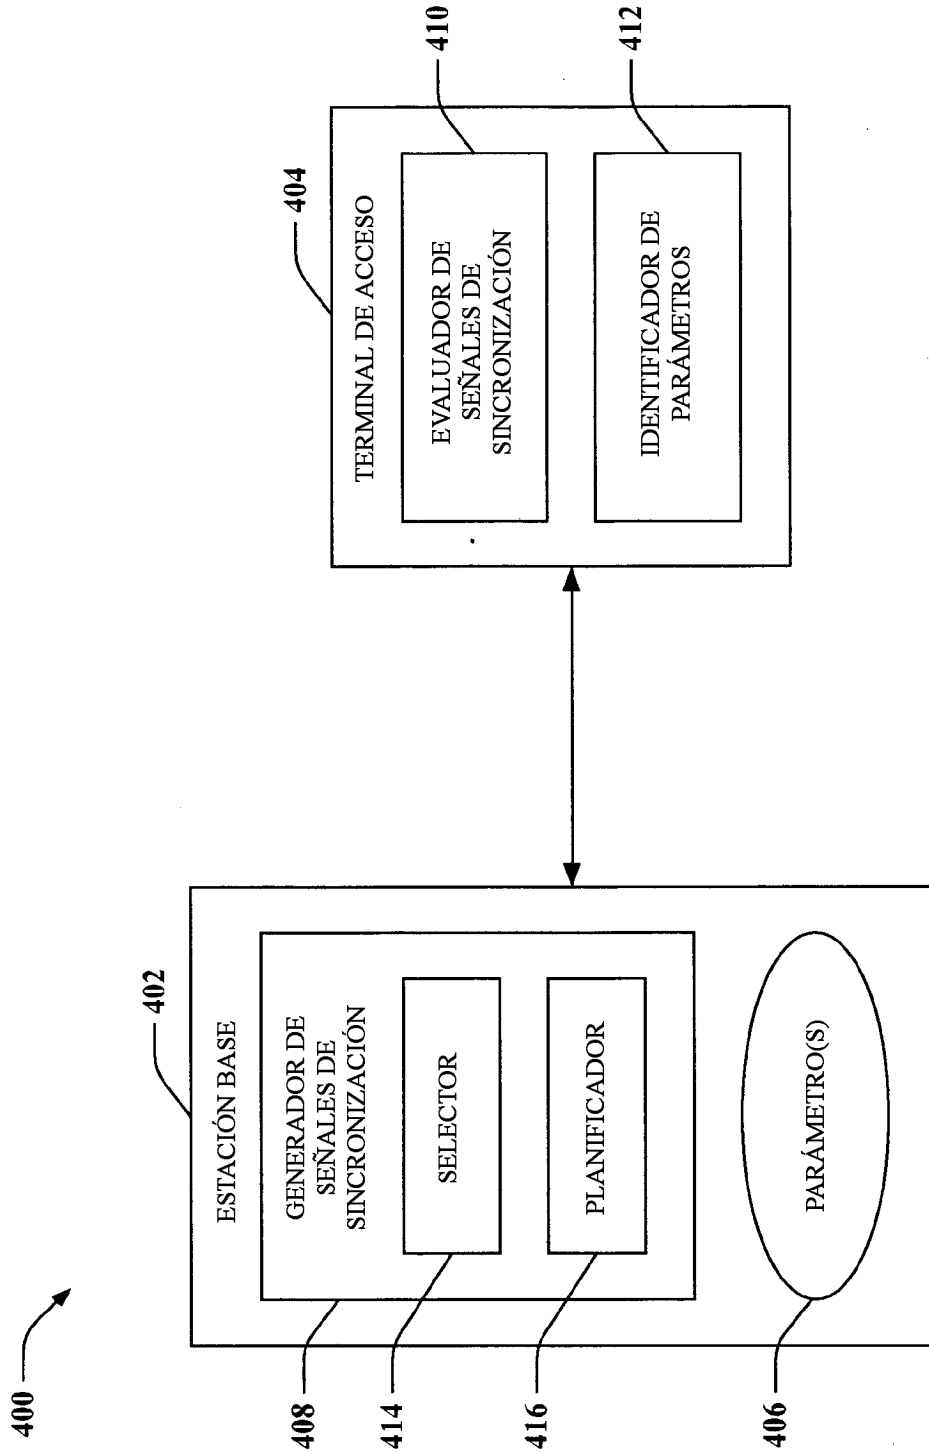 400
402
ESTACIÓN BASE
408
GENERADOR DE
SEÑALES DE
SINCRONIZACIÓN
414
SELECTOR
416
PLANIFICADOR
406
PARÁMETRO(S)
404
TERMINAL DE ACCESO
410
EVALUADOR DE
SEÑALES DE
SINCRONIZACIÓN
412
IDENTIFICADOR DE
PARÁMETROS